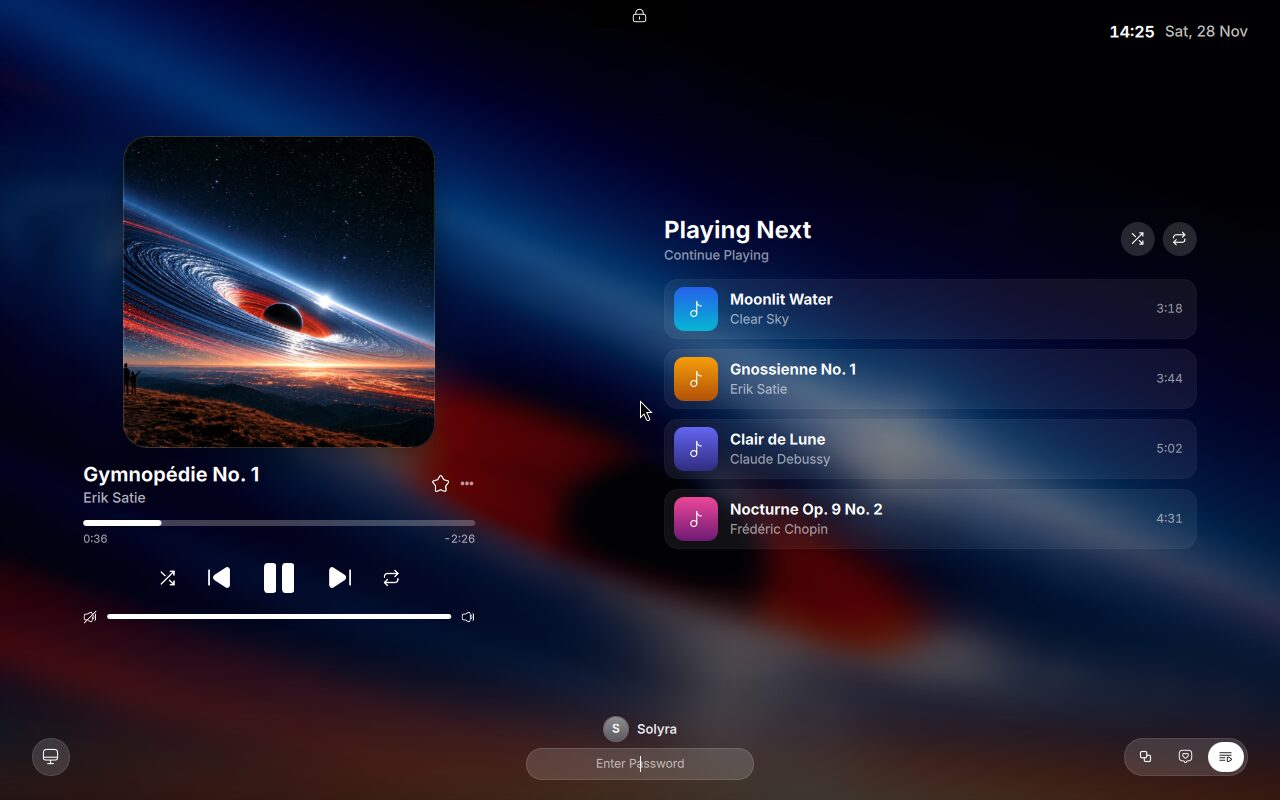 14:25 Sat, 28 Nov
Gymnopédie No. 1
Erik Satie
0:36
-2:26
Playing Next
Continue Playing
Moonlit Water
Clear Sky
3:18
Gnossienne No. 1
Erik Satie
3:44
Clair de Lune
Claude Debussy
5:02
Nocturne Op. 9 No. 2
Frédéric Chopin
4:31
S Solyra
Enter Password